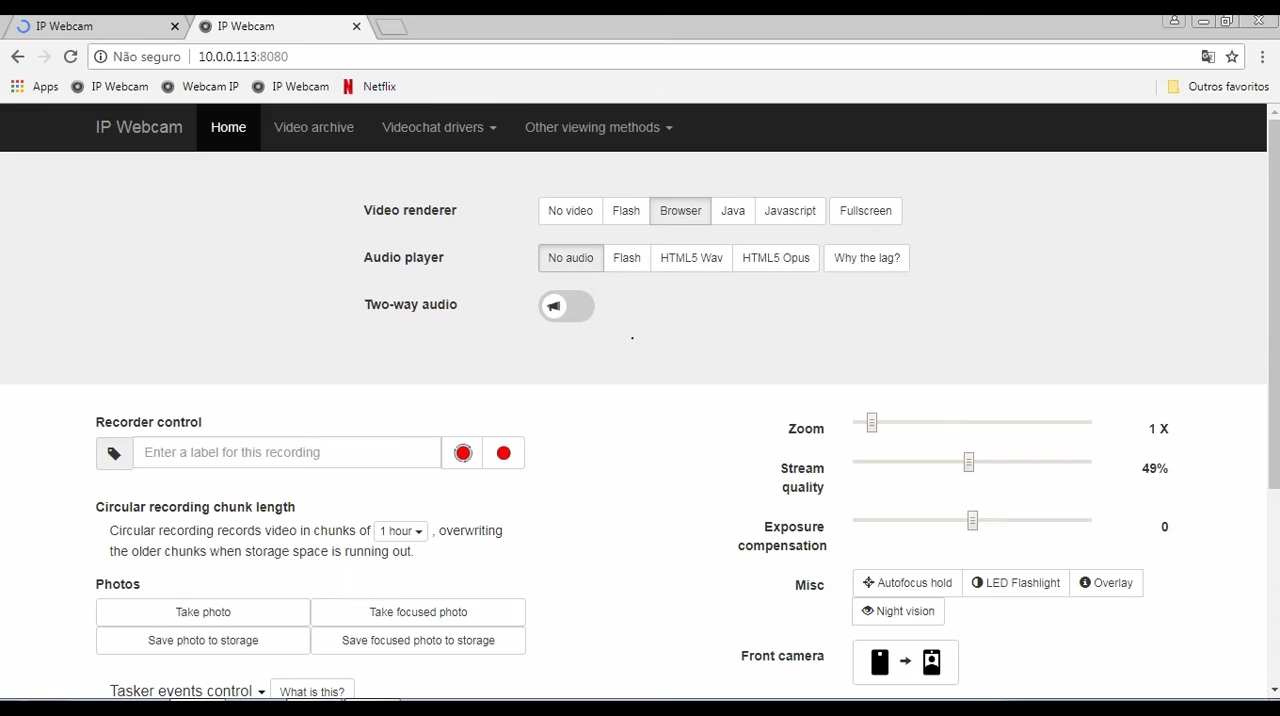 IP Webcam IP Webcam
Não seguro 10.0.0.113:8080
Apps IP Webcam Webcam IP IP Webcam Netflix Outros favoritos
IP Webcam Home Video archive Videochat drivers Other viewing methods
Video renderer No video Flash Browser Java Javascript Fullscreen
Audio player No audio Flash HTML5 Wav HTML5 Opus Why the lag?
Two-way audio
Recorder control
Enter a label for this recording
Circular recording chunk length
Circular recording records video in chunks of 1 hour , overwriting
the older chunks when storage space is running out.
Photos
Take photo Take focused photo
Save photo to storage Save focused photo to storage
Tasker events control What is this?
Zoom 1 X
Stream
quality 49%
Exposure
compensation 0
Misc Autofocus hold LED Flashlight Overlay
Night vision
Front camera